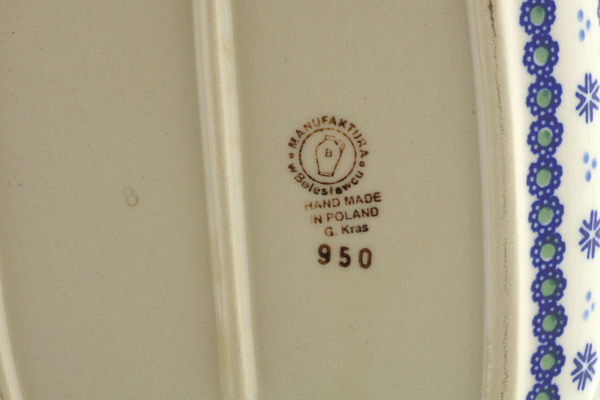 MANUFAKTURA
B
w Bolesławcu
HAND MADE
IN POLAND
G. Kras
950
8